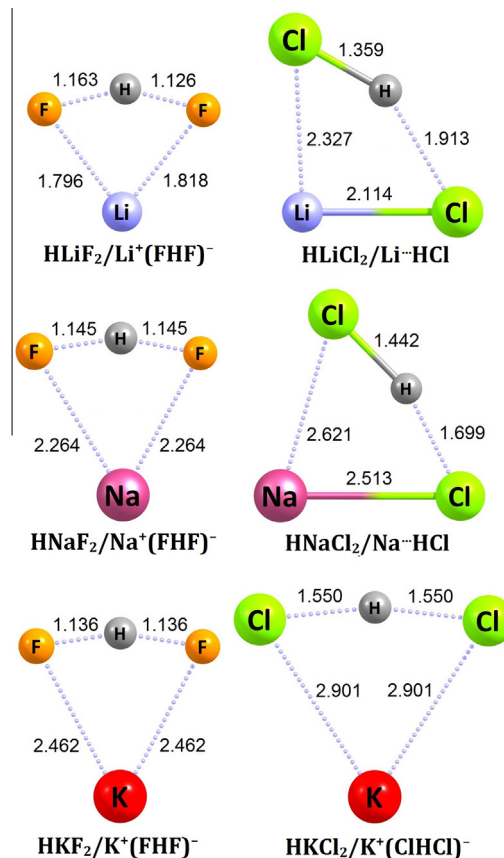 Cl
1.359
1.163
H
1.126
H
F
F
2.327
1.913
1.796
1.818
2.114
Li
Li
Cl
HLiF₂/Li⁺(FHF)⁻
HLiCl₂/Li···HCl
Cl
1.145
H
1.145
1.442
F
F
H
2.621
1.699
2.264
2.264
2.513
Na
Na
Cl
HNaF₂/Na⁺(FHF)⁻
HNaCl₂/Na···HCl
1.136
H
1.136
1.550
H
1.550
F
F
Cl
Cl
2.462
2.462
2.901
2.901
K
K
HKF₂/K⁺(FHF)⁻
HKCl₂/K⁺(ClHCl)⁻